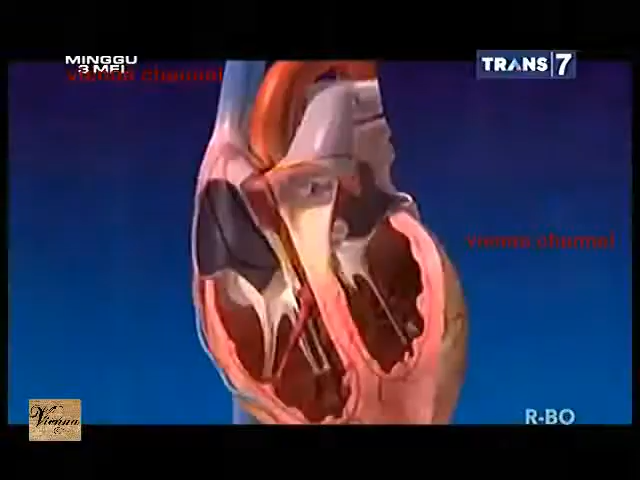 MINGGU
3 MEI
vienna channel
TRANS 7
vienna channel
Vienna
R-BO